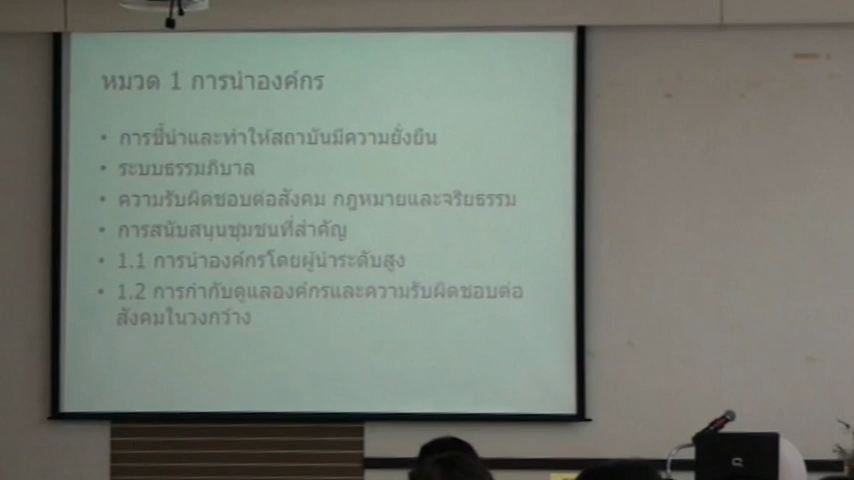 หมวด 1 การนำองค์กร
• การชี้นำและทำให้สถาบันมีความยั่งยืน
• ระบบธรรมภิบาล
• ความรับผิดชอบต่อสังคม กฎหมายและจริยธรรม
• การสนับสนุนชุมชนที่สำคัญ
• 1.1 การนำองค์กรโดยผู้นำระดับสูง
• 1.2 การกำกับดูแลองค์กรและความรับผิดชอบต่อ
สังคมในวงกว้าง